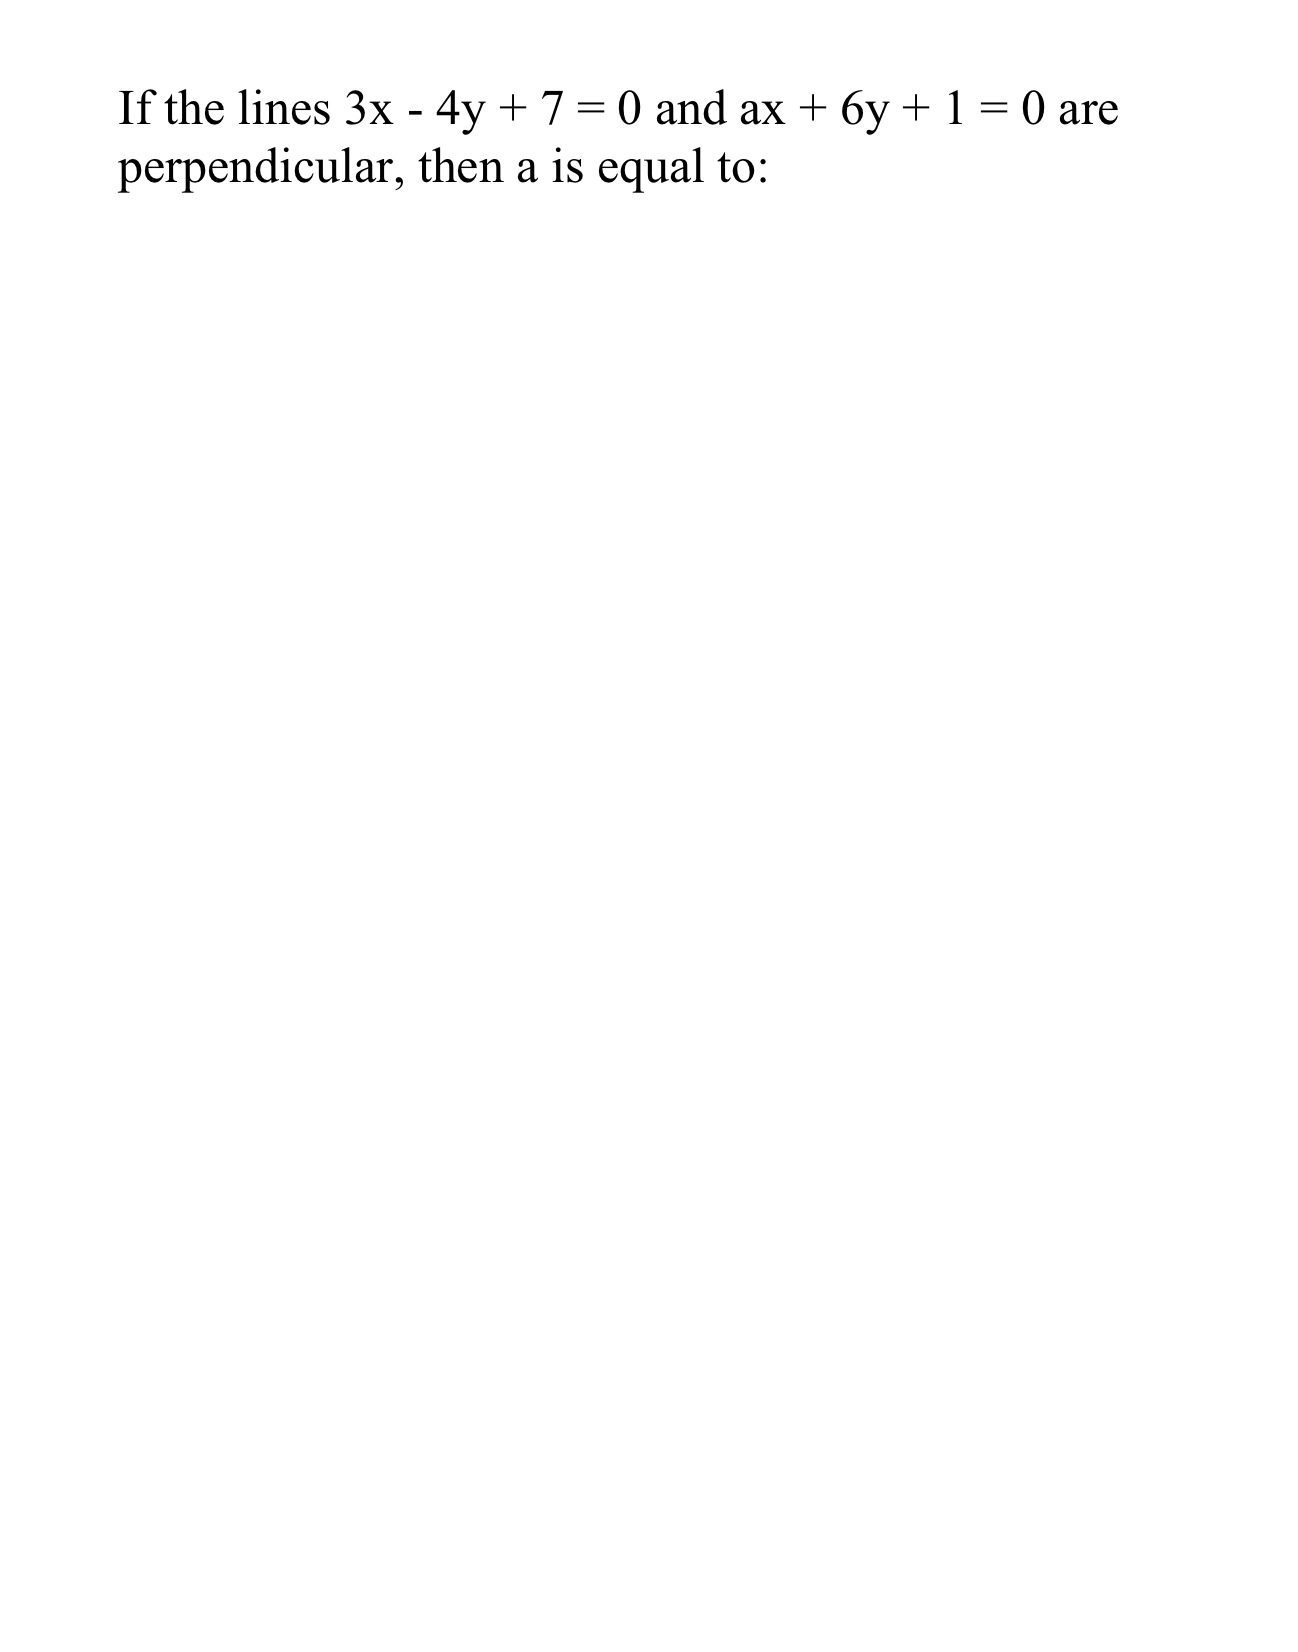 If the lines 3x - 4y + 7 = 0 and ax + 6y + 1 = 0 are
perpendicular, then a is equal to: